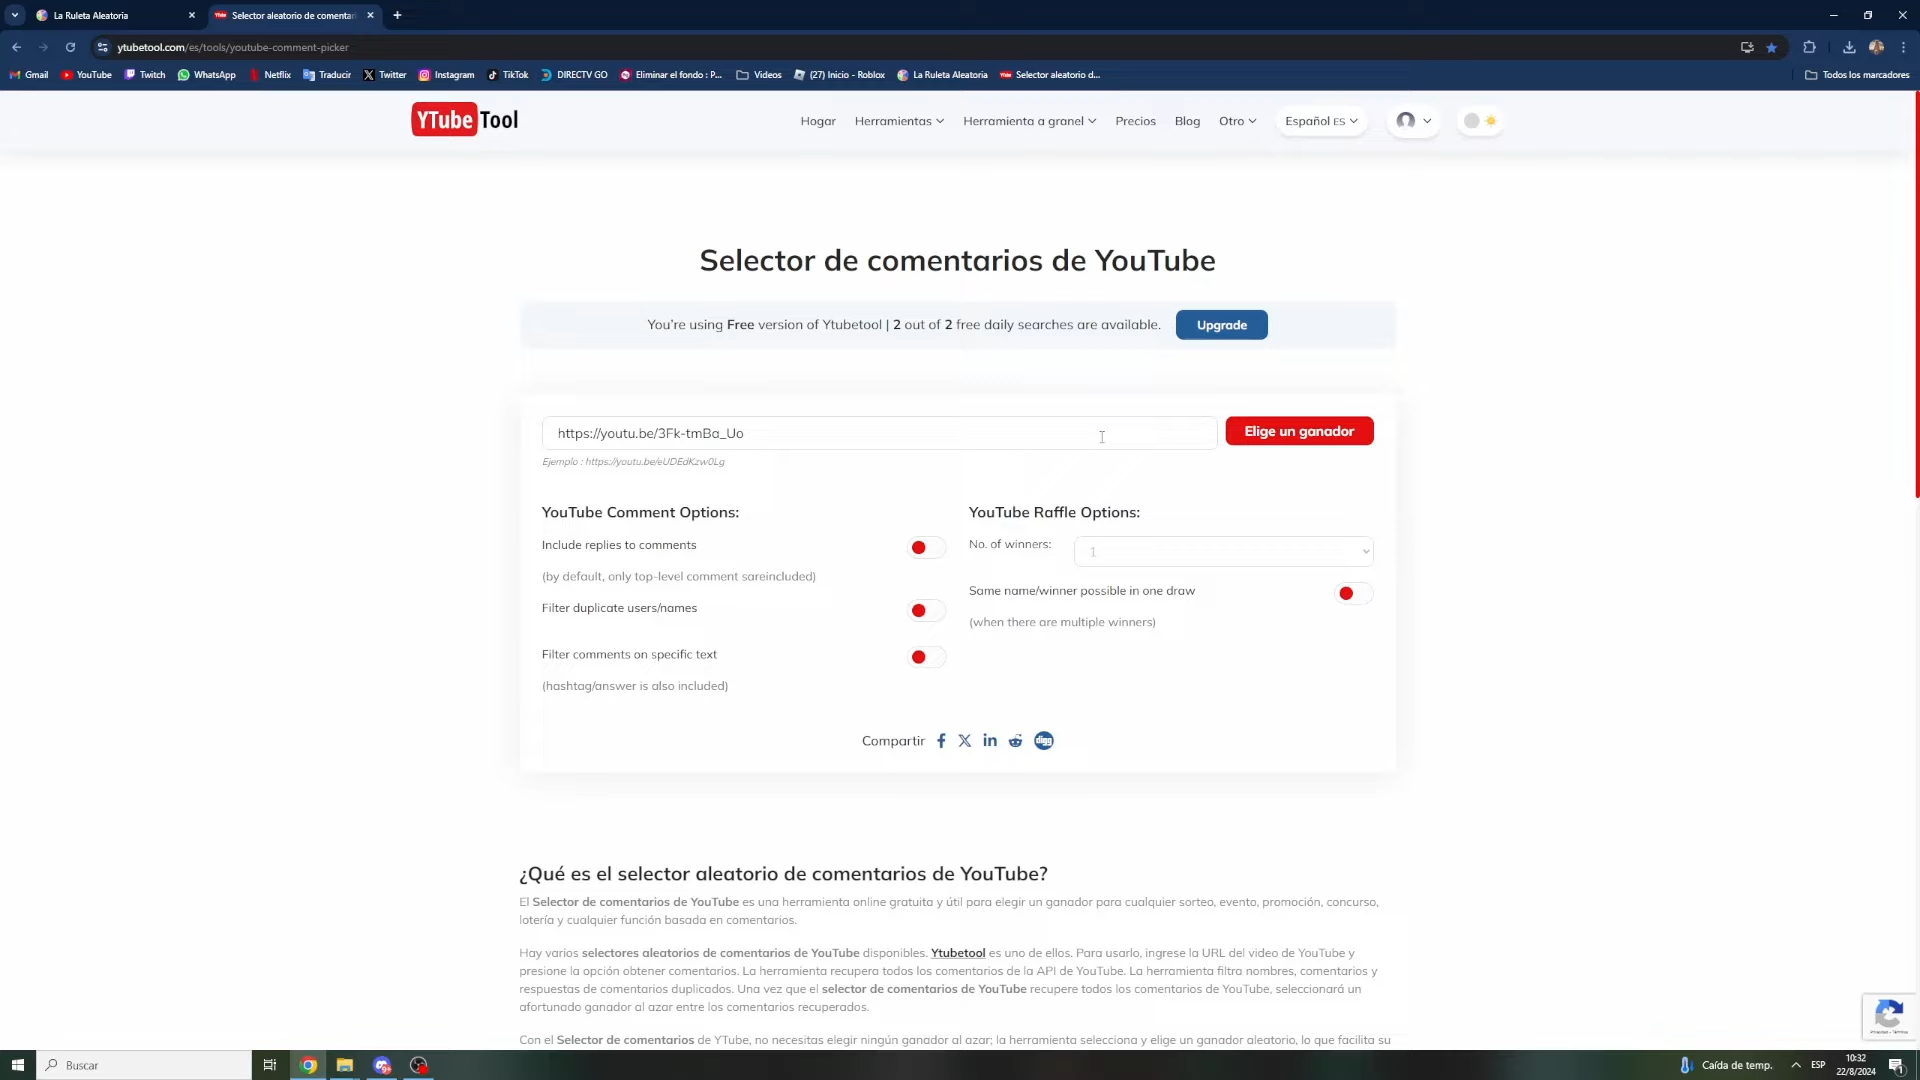 La Ruleta Aleatoria
Selector aleatorio de comentari
ytubetool.com/es/tools/youtube-comment-picker
Gmail
YouTube
Twitch
WhatsApp
Netflix
Traducir
Twitter
Instagram
TikTok
DIRECTV GO
Eliminar el fondo : P...
Videos
(27) Inicio - Roblox
La Ruleta Aleatoria
Selector aleatorio d...
Todos los marcadores
YTube Tool
Hogar
Herramientas
Herramienta a granel
Precios
Blog
Otro
Español ES
Selector de comentarios de YouTube
You're using Free version of Ytubetool | 2 out of 2 free daily searches are available.
Upgrade
https://youtu.be/3Fk-tmBa_Uo
Elige un ganador
Ejemplo : https://youtu.be/eUDEdKzw0Lg
YouTube Comment Options:
Include replies to comments
(by default, only top-level comment sareincluded)
Filter duplicate users/names
Filter comments on specific text
(hashtag/answer is also included)
YouTube Raffle Options:
No. of winners:
1
Same name/winner possible in one draw
(when there are multiple winners)
Compartir
digg
¿Qué es el selector aleatorio de comentarios de YouTube?
El Selector de comentarios de YouTube es una herramienta online gratuita y útil para elegir un ganador para cualquier sorteo, evento, promoción, concurso,
lotería y cualquier función basada en comentarios.
Hay varios selectores aleatorios de comentarios de YouTube disponibles. Ytubetool es uno de ellos. Para usarlo, ingrese la URL del video de YouTube y
presione la opción obtener comentarios. La herramienta recupera todos los comentarios de la API de YouTube. La herramienta filtra nombres, comentarios y
respuestas de comentarios duplicados. Una vez que el selector de comentarios de YouTube recupere todos los comentarios de YouTube, seleccionará un
afortunado ganador al azar entre los comentarios recuperados.
Con el Selector de comentarios de YTube, no necesitas elegir ningún ganador al azar; la herramienta selecciona y elige un ganador aleatorio, lo que facilita su
Buscar
Caída de temp.
ESP
10:32
22/8/2024